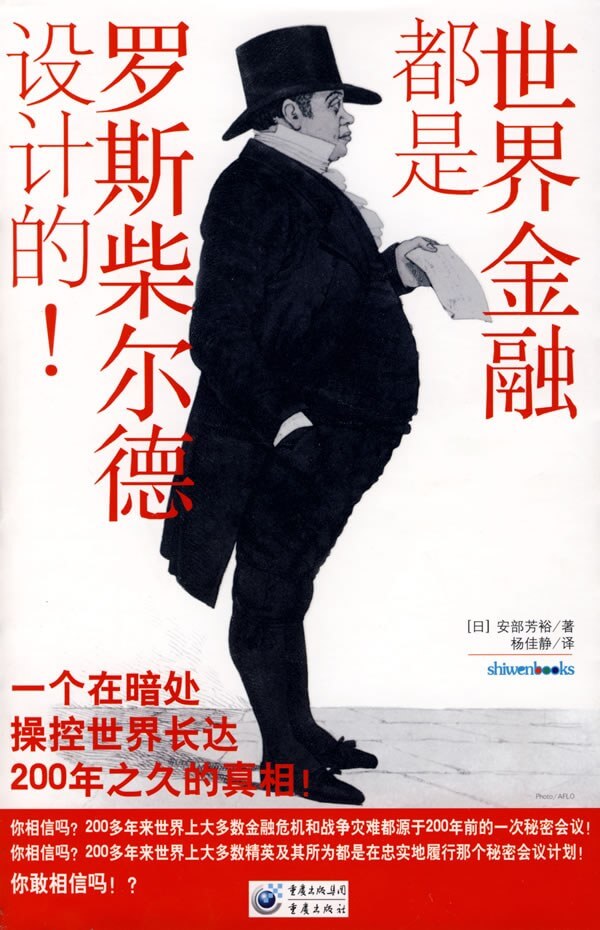 世界金融
都是
罗斯柴尔德
设计的！
[日] 安部芳裕/著
杨佳静/译
shiwenbooks
一个在暗处
操控世界长达
200年之久的真相！
Photo/AFLO
你相信吗？200多年来世界上大多数金融危机和战争灾难都源于200年前的一次秘密会议！
你相信吗？200多年来世界上大多数精英及其所为都是在忠实地履行那个秘密会议计划！
你敢相信吗！？
重庆出版集团
重庆出版社